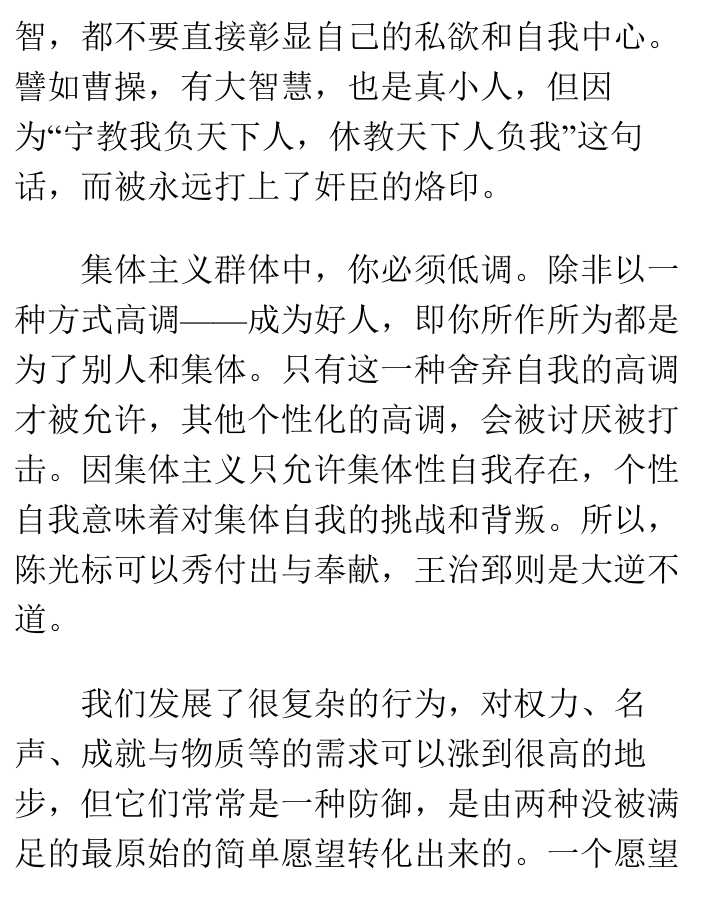 智，都不要直接彰显自己的私欲和自我中心。
譬如曹操，有大智慧，也是真小人，但因
为“宁教我负天下人，休教天下人负我”这句
话，而被永远打上了奸臣的烙印。
集体主义群体中，你必须低调。除非以一
种方式高调——成为好人，即你所作所为都是
为了别人和集体。只有这一种舍弃自我的高调
才被允许，其他个性化的高调，会被讨厌被打
击。因集体主义只允许集体性自我存在，个性
自我意味着对集体自我的挑战和背叛。所以，
陈光标可以秀付出与奉献，王治郅则是大逆不
道。
我们发展了很复杂的行为，对权力、名
声、成就与物质等的需求可以涨到很高的地
步，但它们常常是一种防御，是由两种没被满
足的最原始的简单愿望转化出来的。一个愿望